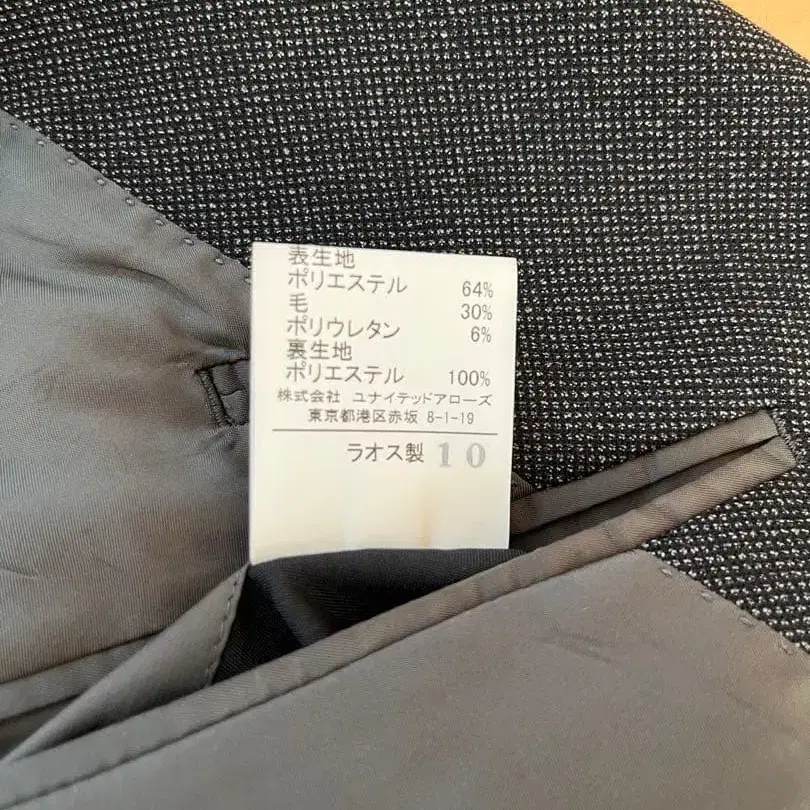 表生地
ポリエステル 64%
毛 30%
ポリウレタン 6%
裏生地
ポリエステル 100%
株式会社 ユナイテッドアローズ
東京都港区赤坂 8-1-19
ラオス製 10